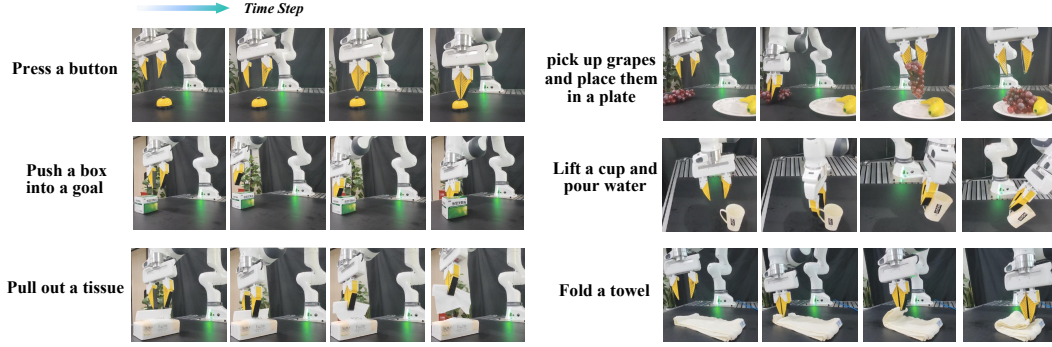 Time Step
Press a button
Push a box
into a goal
Pull out a tissue
pick up grapes
and place them
in a plate
Lift a cup and
pour water
Fold a towel